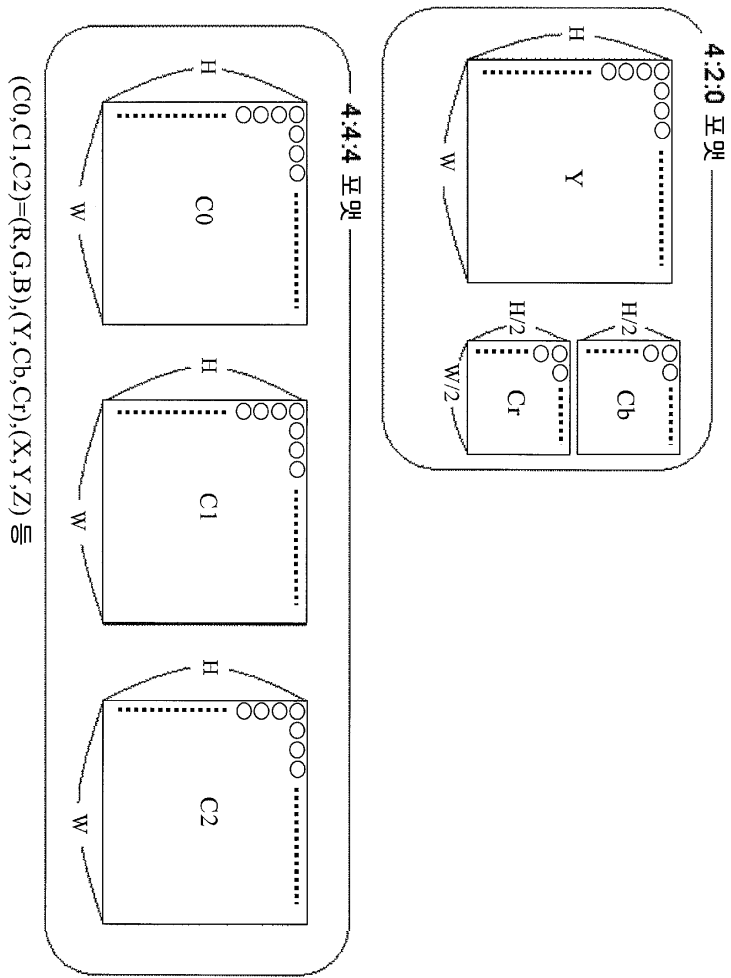 4:2:0 포맷
H
Y
W
H/2
Cb
H/2
Cr
W/2
4:4:4 포맷
H
C0
W
H
C1
W
H
C2
W
(C0,C1,C2)=(R,G,B),(Y,Cb,Cr),(X,Y,Z) 등